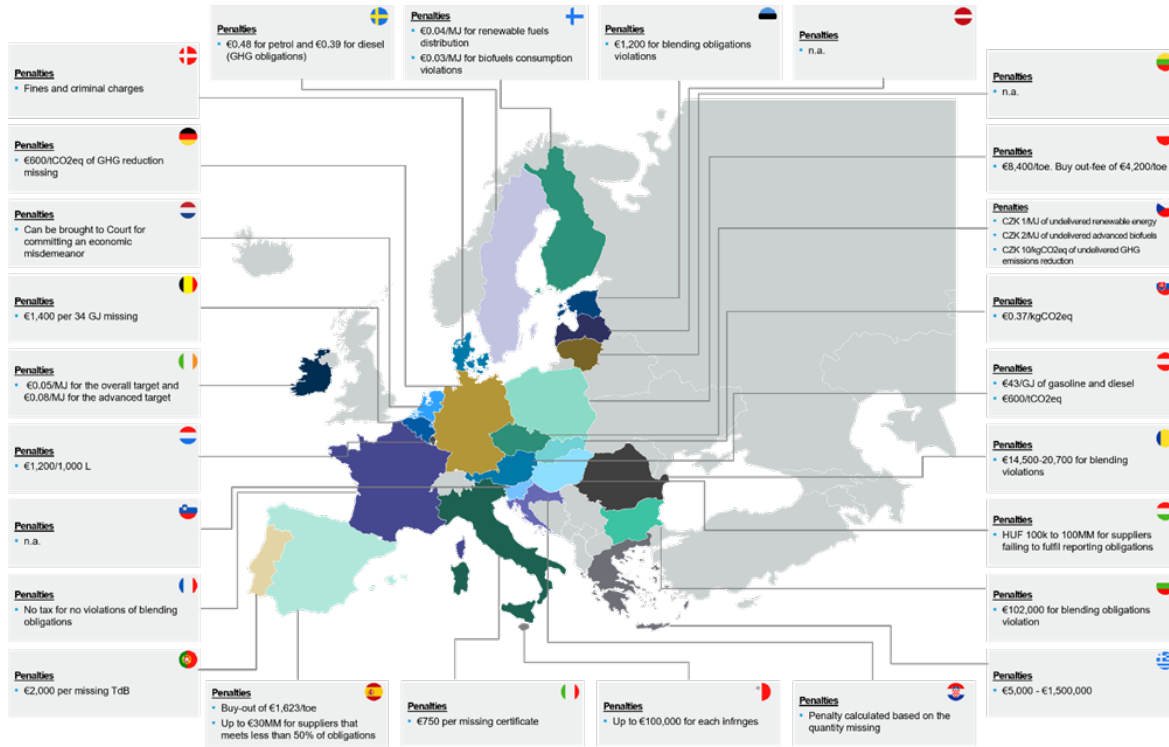 Penalties
• €0.48 for petrol and €0.39 for diesel
(GHG obligations)
Penalties
• €0.04/MJ for renewable fuels
distribution
• €0.03/MJ for biofuels consumption
violations
Penalties
• €1,200 for blending obligations
violations
Penalties
• n.a.
Penalties
• Fines and criminal charges
Penalties
• €600/tCO2eq of GHG reduction
missing
Penalties
• Can be brought to Court for
committing an economic
misdemeanor
Penalties
• €1,400 per 34 GJ missing
Penalties
• €0.05/MJ for the overall target and
€0.08/MJ for the advanced target
Penalties
• €1,200/1,000 L
Penalties
• n.a.
Penalties
• No tax for no violations of blending
obligations
Penalties
• €2,000 per missing TdB
Penalties
• Buy-out of €1,623/toe
• Up to €30MM for suppliers that
meets less than 50% of obligations
Penalties
• €750 per missing certificate
Penalties
• Up to €100,000 for each infrnges
Penalties
• Penalty calculated based on the
quantity missing
Penalties
• n.a.
Penalties
• €8,400/toe. Buy out-fee of €4,200/toe
Penalties
• CZK 1/MJ of undelivered renewable energy
• CZK 2/MJ of undelivered advanced biofuels
• CZK 10/kgCO2eq of undelivered GHG
emissions reduction
Penalties
• €0.37/kgCO2eq
Penalties
• €43/GJ of gasoline and diesel
• €600/tCO2eq
Penalties
• €14,500-20,700 for blending
violations
Penalties
• HUF 100k to 100MM for suppliers
failing to fulfil reporting obligations
Penalties
• €102,000 for blending obligations
violation
Penalties
• €5,000 - €1,500,000